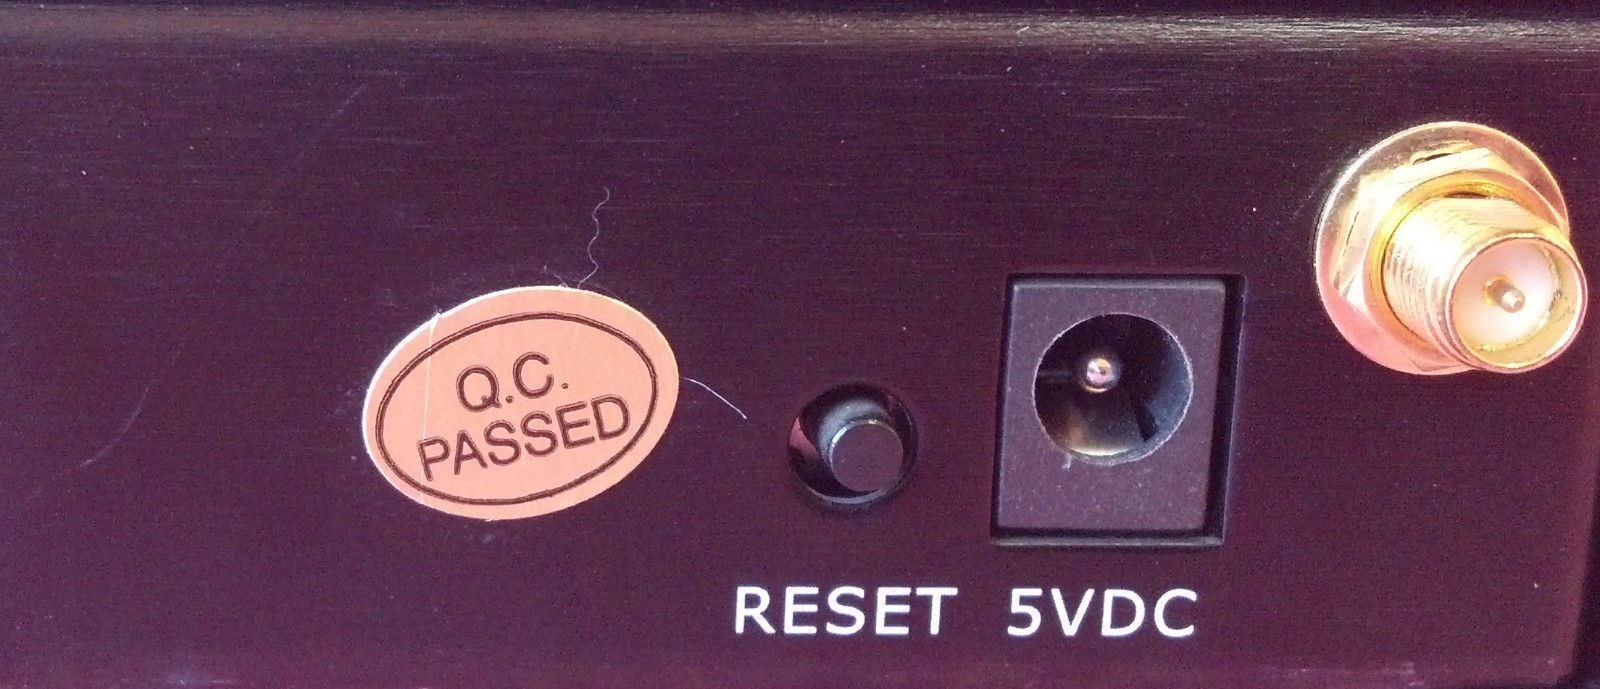 Q.C.
PASSED
RESET 5VDC